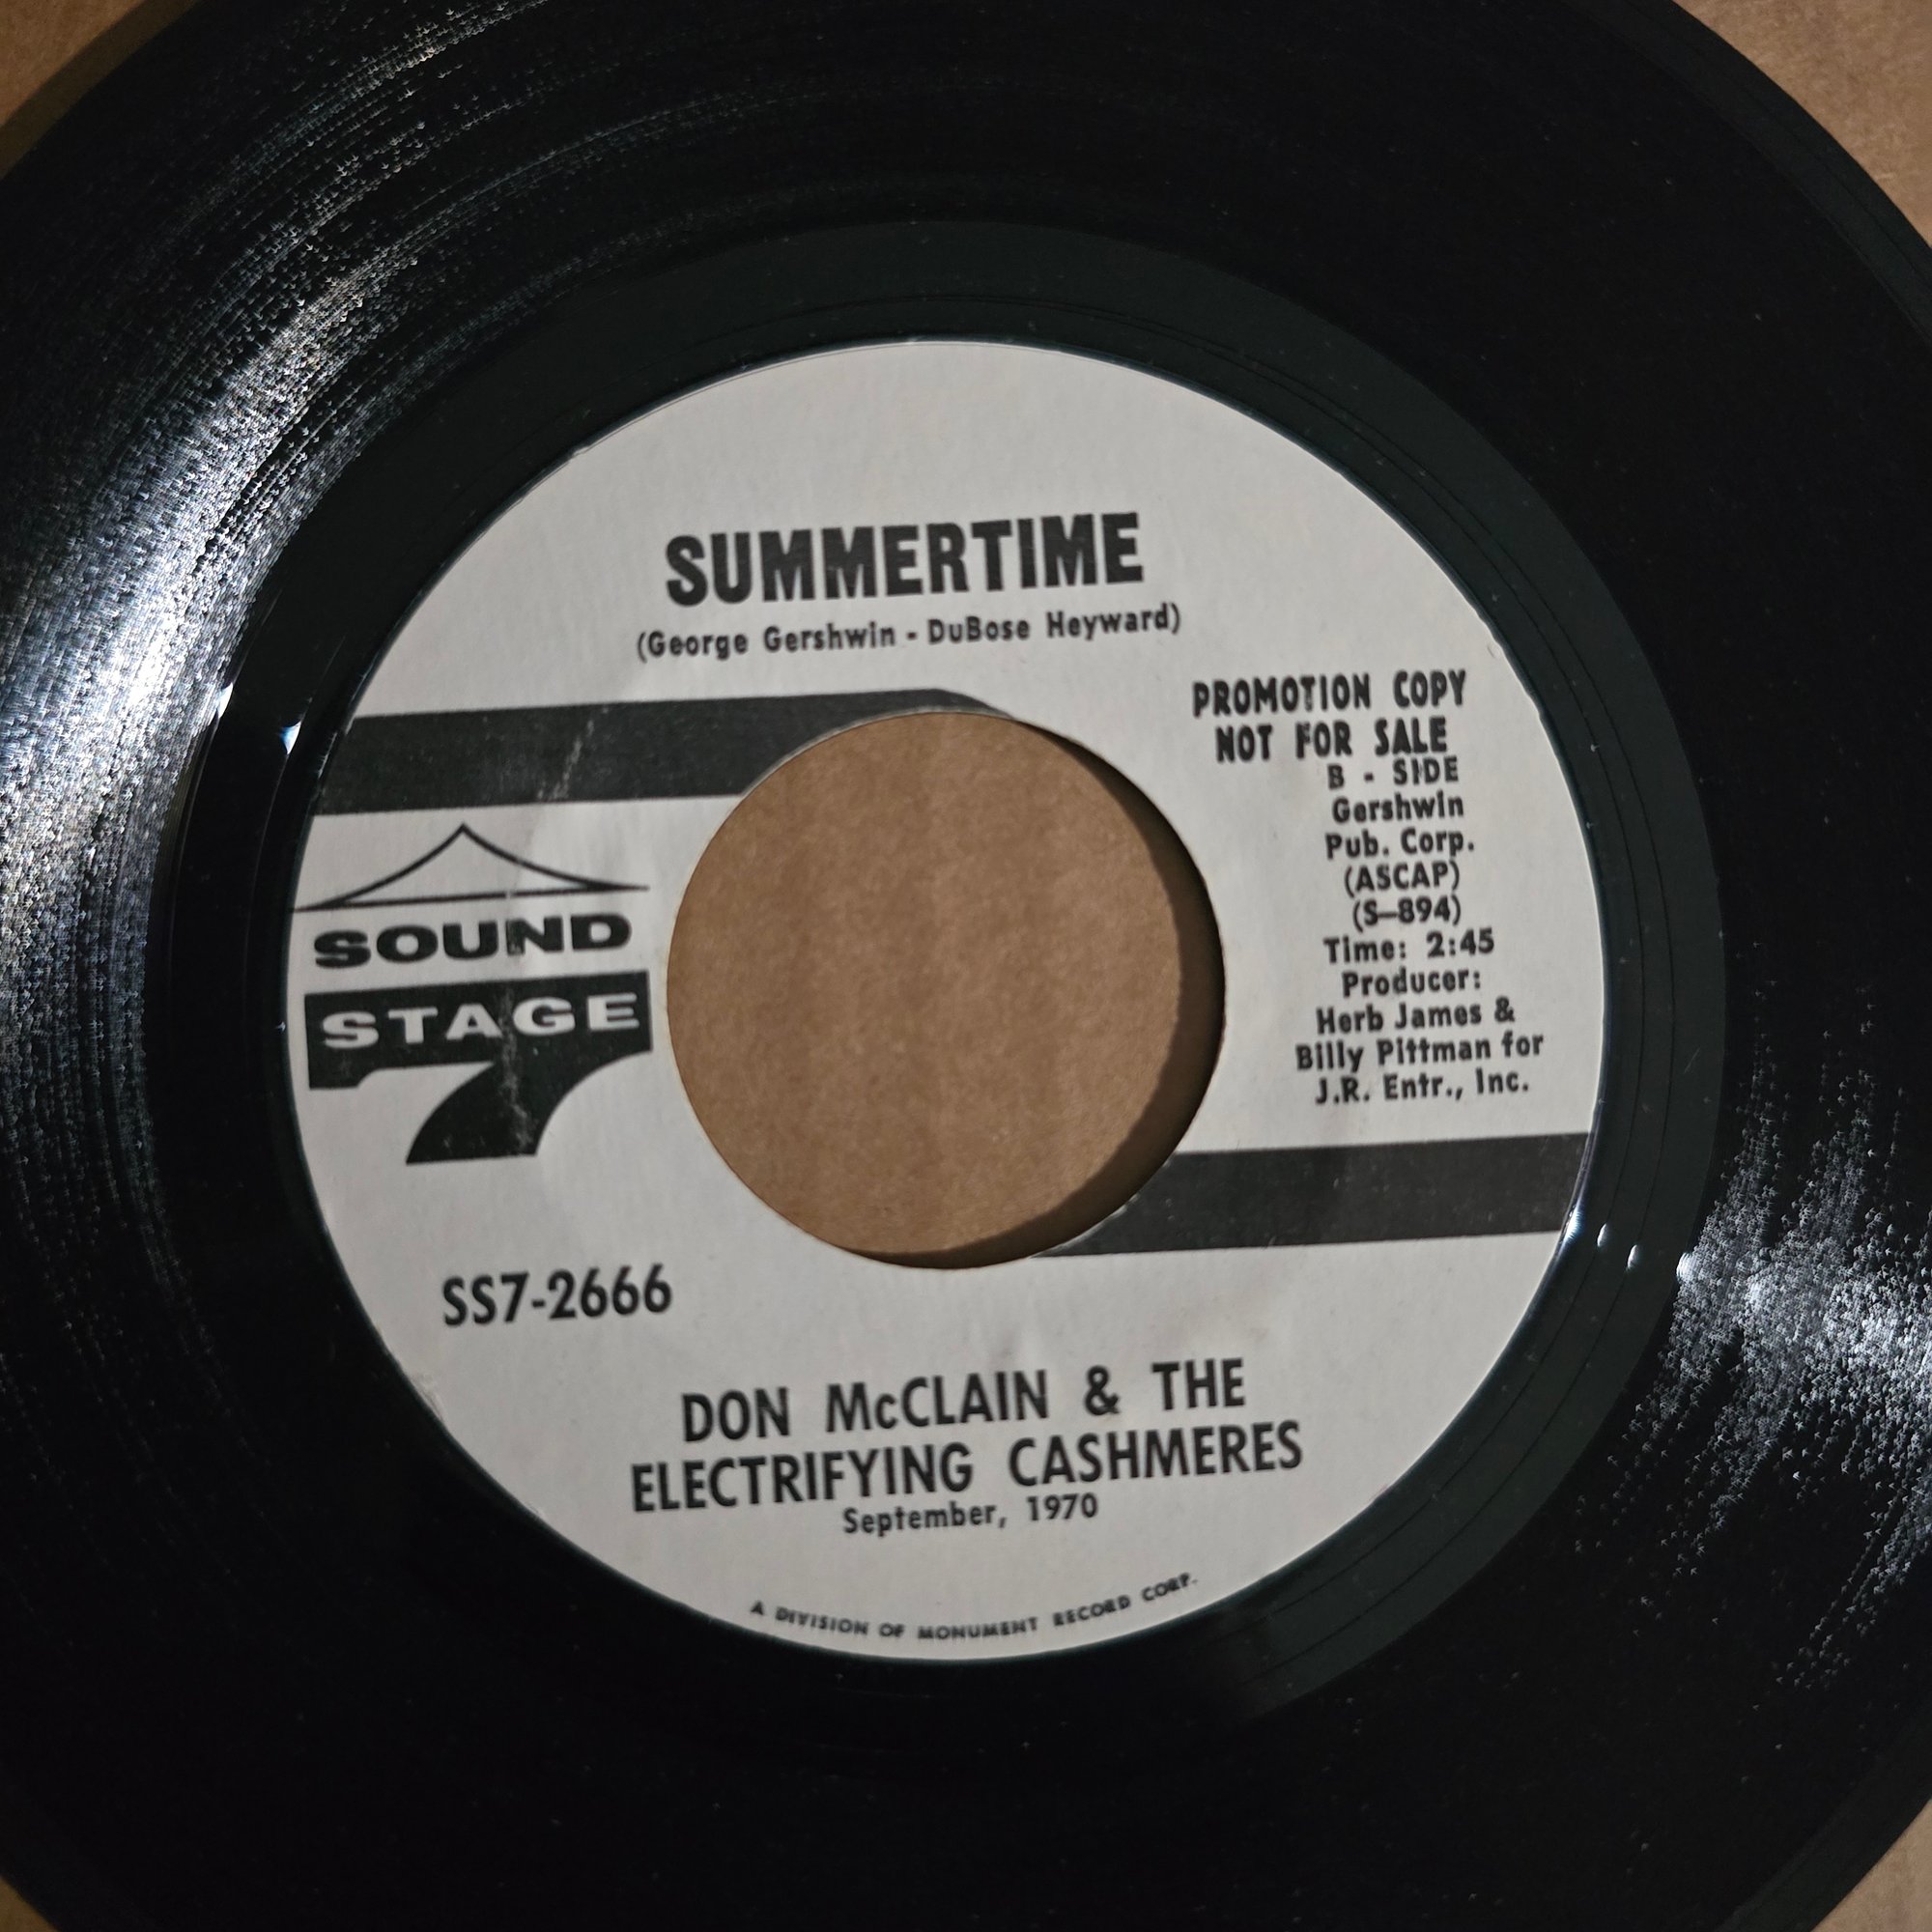 SUMMERTIME
(George Gershwin - DuBose Heyward)
PROMOTION COPY
NOT FOR SALE
B - SIDE
Gershwin
Pub. Corp.
(ASCAP)
(S-894)
Time: 2:45
Producer:
Herb James &
Billy Pittman for
J.R. Entr., Inc.
SOUND
STAGE
7
SS7-2666
DON McCLAIN & THE
ELECTRIFYING CASHMERES
September, 1970
A DIVISION OF MONUMENT RECORD CORP.